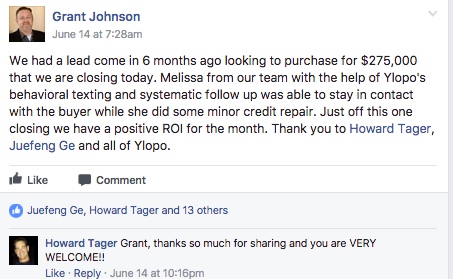 Grant Johnson
June 14 at 7:28am
We had a lead come in 6 months ago looking to purchase for $275,000
that we are closing today. Melissa from our team with the help of Ylopo's
behavioral texting and systematic follow up was able to stay in contact
with the buyer while she did some minor credit repair. Just off this one
closing we have a positive ROI for the month. Thank you to Howard Tager,
Juefeng Ge and all of Ylopo.
Like Comment
Juefeng Ge, Howard Tager and 13 others
Howard Tager Grant, thanks so much for sharing and you are VERY
WELCOME!!
Like · Reply · June 14 at 10:16pm